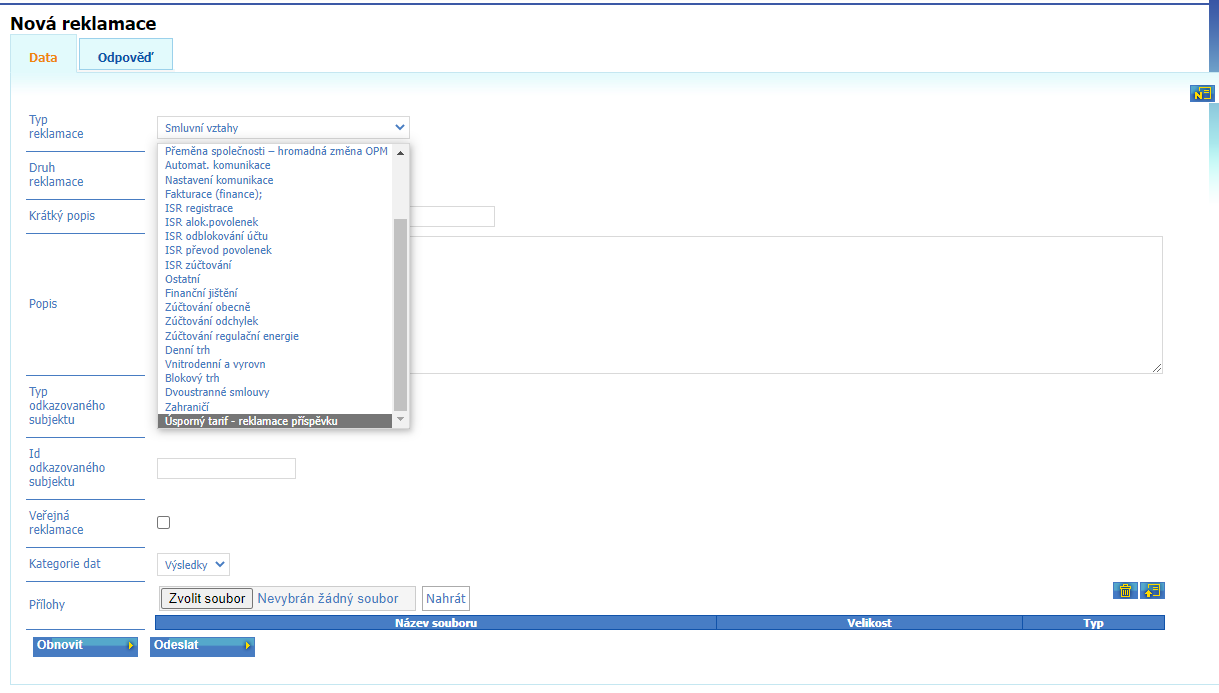 Nová reklamace
Data
Odpověď
Typ
reklamace
Smluvní vztahy
Přeměna společnosti – hromadná změna OPM
Automat. komunikace
Nastavení komunikace
Fakturace (finance);
ISR registrace
ISR alok.povolenek
ISR odblokování účtu
ISR převod povolenek
ISR zúčtování
Ostatní
Finanční jištění
Zúčtování obecně
Zúčtování odchylek
Zúčtování regulační energie
Denní trh
Vnitrodenní a vyrovn
Blokový trh
Dvoustranné smlouvy
Zahraničí
Úsporný tarif - reklamace příspěvku
Druh
reklamace
Krátký popis
Popis
Typ
odkazovaného
subjektu
Id
odkazovaného
subjektu
Veřejná
reklamace
Kategorie dat
Výsledky
Přílohy
Zvolit soubor Nevybrán žádný soubor Nahrát
Název souboru Velikost Typ
Obnovit Odeslat
N